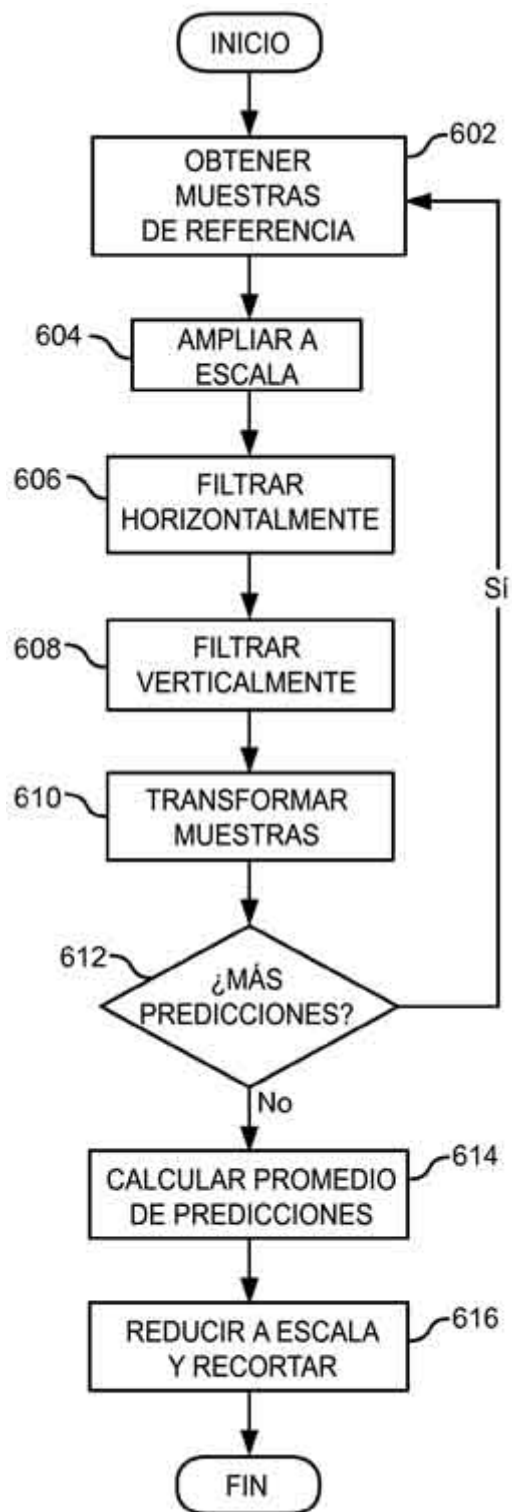 INICIO
602
OBTENER
MUESTRAS
DE REFERENCIA
604
AMPLIAR A
ESCALA
606
FILTRAR
HORIZONTALMENTE
Sí
608
FILTRAR
VERTICALMENTE
610
TRANSFORMAR
MUESTRAS
612
¿MÁS
PREDICCIONES?
No
614
CALCULAR PROMEDIO
DE PREDICCIONES
616
REDUCIR A ESCALA
Y RECORTAR
FIN